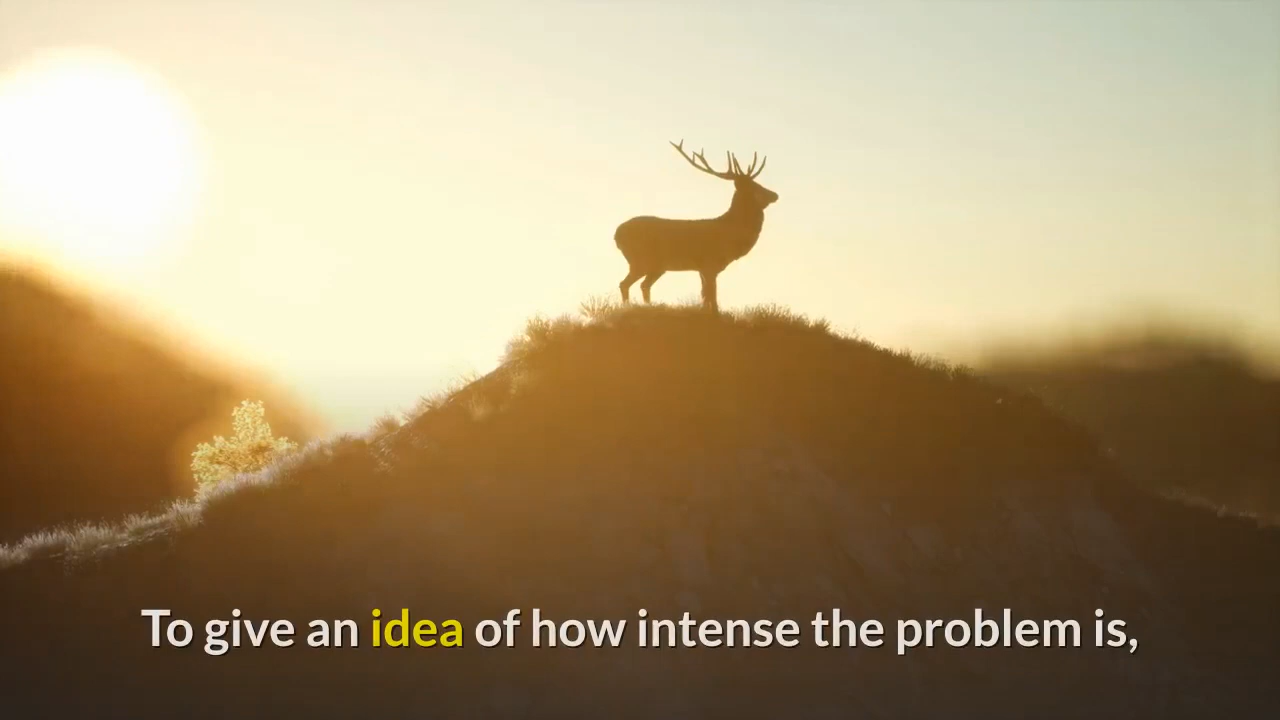 To give an idea of how intense the problem is,